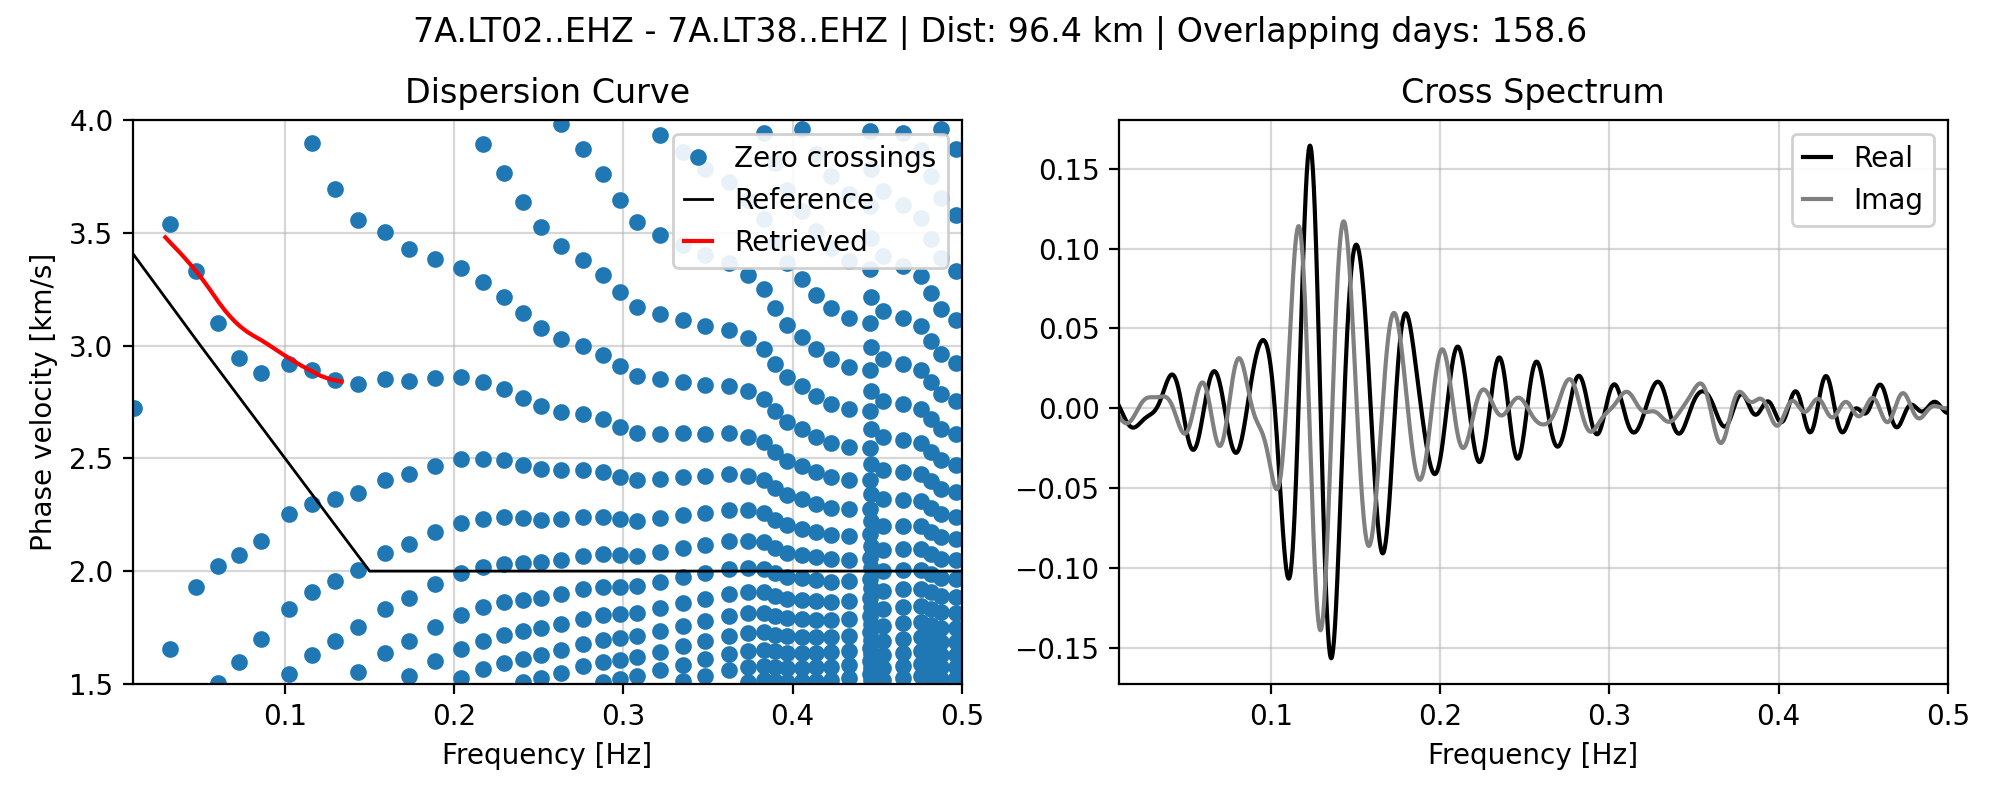 7A.LT02..EHZ - 7A.LT38..EHZ | Dist: 96.4 km | Overlapping days: 158.6
Dispersion Curve
4.0
3.5
3.0
2.5
2.0
1.5
Phase velocity [km/s]
0.1
0.2
0.3
0.4
0.5
Frequency [Hz]
Zero crossings
Reference
Retrieved
Cross Spectrum
0.15
0.10
0.05
0.00
−0.05
−0.10
−0.15
0.1
0.2
0.3
0.4
0.5
Frequency [Hz]
Real
Imag